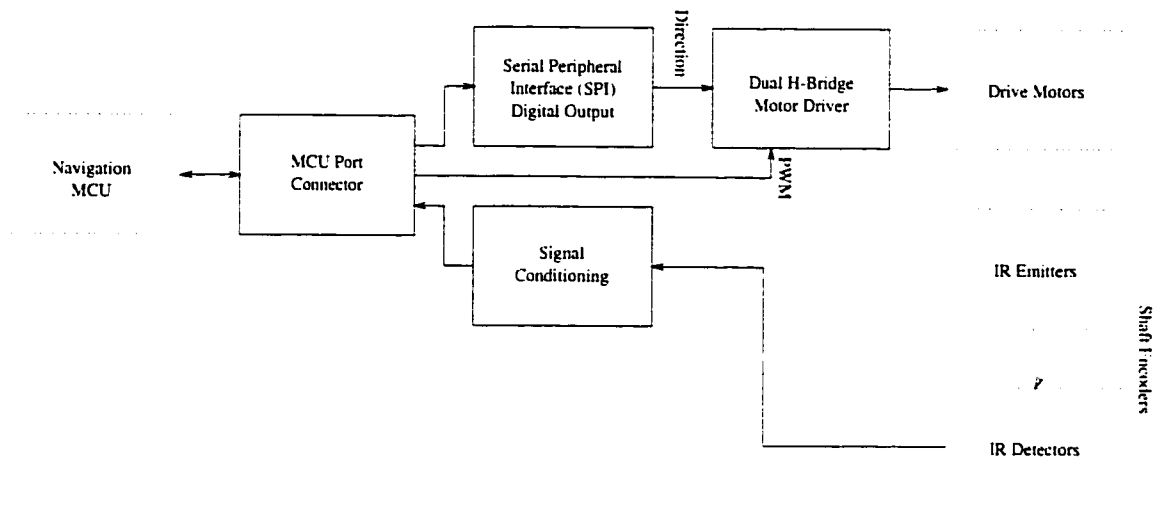 Direction
Serial Peripheral
Interface (SPI)
Digital Output
Dual H-Bridge
Motor Driver
Drive Motors
Navigation
MCU
MCU Port
Connector
PWM
Signal
Conditioning
IR Emitters
Shaft Encoders
IR Detectors